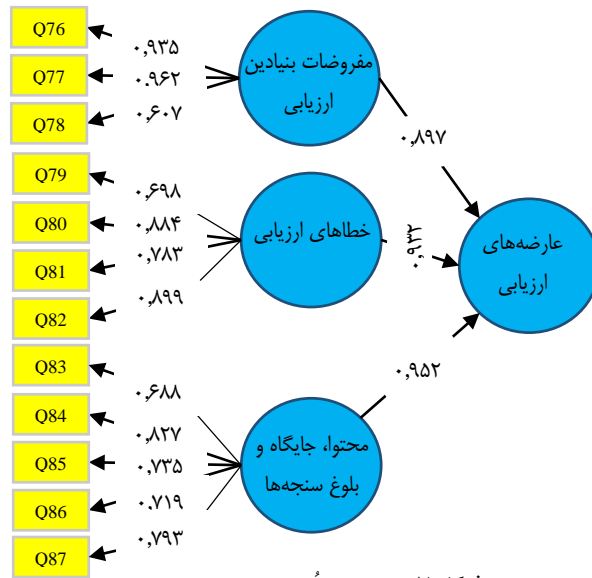 Q76
Q77
Q78
Q79
Q80
Q81
Q82
Q83
Q84
Q85
Q86
Q87
۰,۹۳۵
۰.۹۶۲
۰,۶۰۷
۰,۶۹۸
۰,۸۸۴
۰,۷۸۳
۰,۸۹۹
۰,۶۸۸
۰,۸۲۷
۰,۷۳۵
۰.۷۱۹
۰,۷۹۳
مفروضات بنیادین
ارزیابی
خطاهای ارزیابی
محتوا، جایگاه و
بلوغ سنجه‌ها
۰,۸۹۷
۰,۹۳۲
۰,۹۵۲
عارضه‌های
ارزیابی